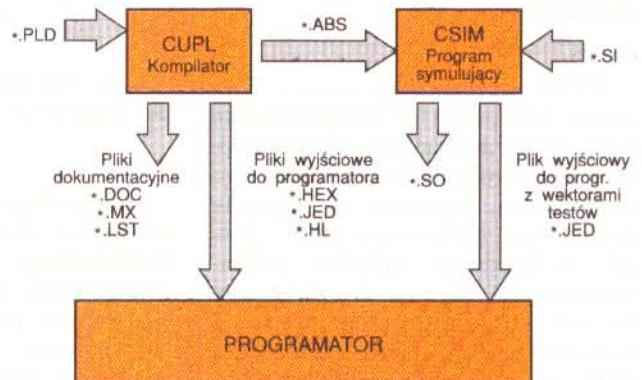 *.PLD
CUPL
Kompilator
*.ABS
CSIM
Program
symulujący
*.SI
Pliki
dokumentacyjne
*.DOC
*.MX
*.LST
Pliki wyjściowe
do programatora
*.HEX
*.JED
*.HL
*.SO
Plik wyjściowy
do progr.
z wektorami
testów
*.JED
PROGRAMATOR